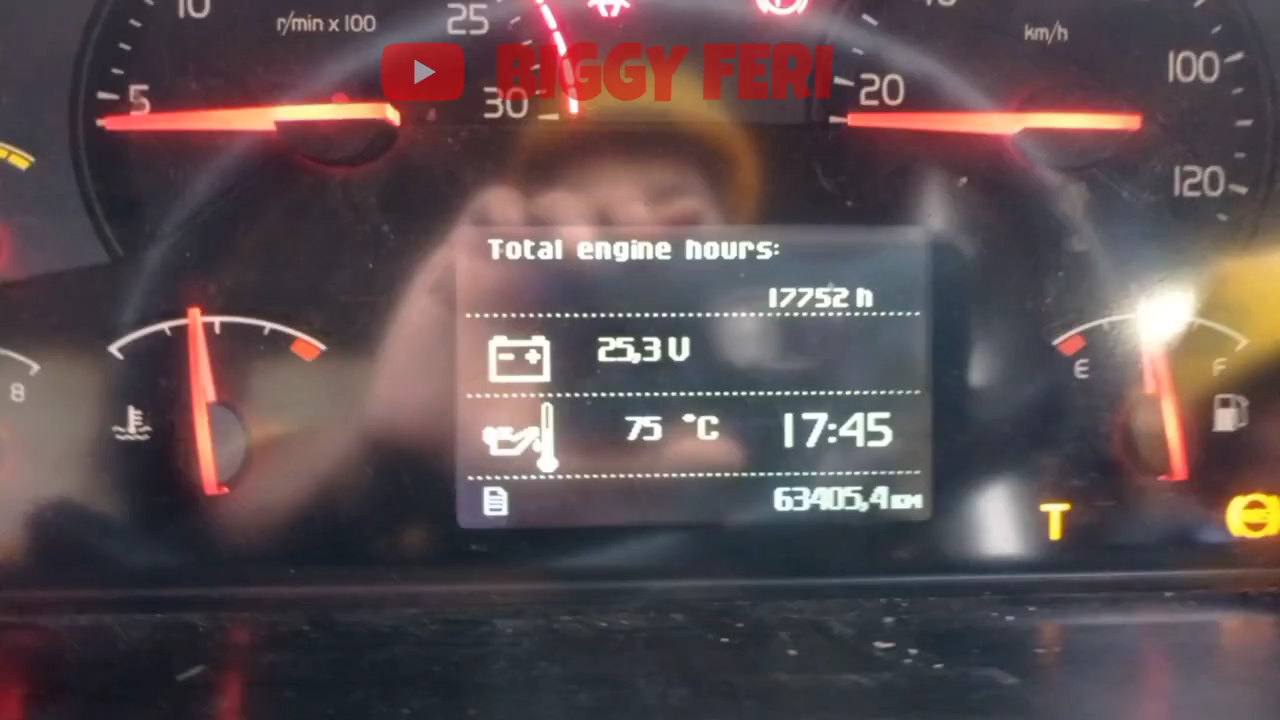 10
r/min x 100
25
km/h
BIGGY FERI
100
5
30
20
120
Total engine hours:
17752 h
25,3 V
8
E
F
75 °C
17:45
63405,4 KM
T